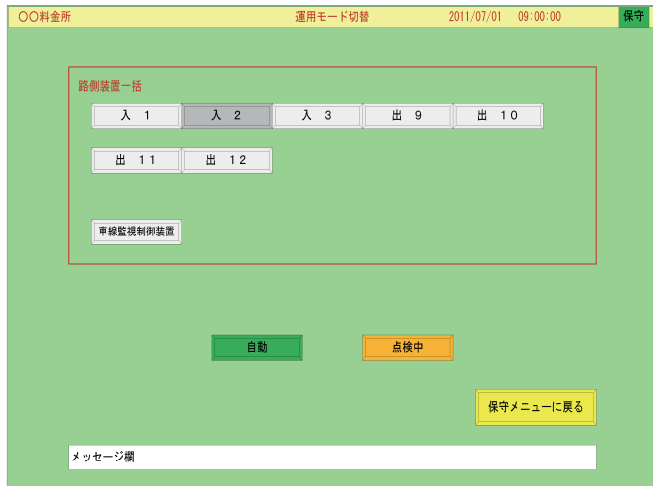 〇〇料金所 運用モード切替 2011/07/01 09:00:00 保守
路側装置一括
入 1 入 2 入 3 出 9 出 10
出 11 出 12
車線監視制御装置
自動 点検中
保守メニューに戻る
メッセージ欄